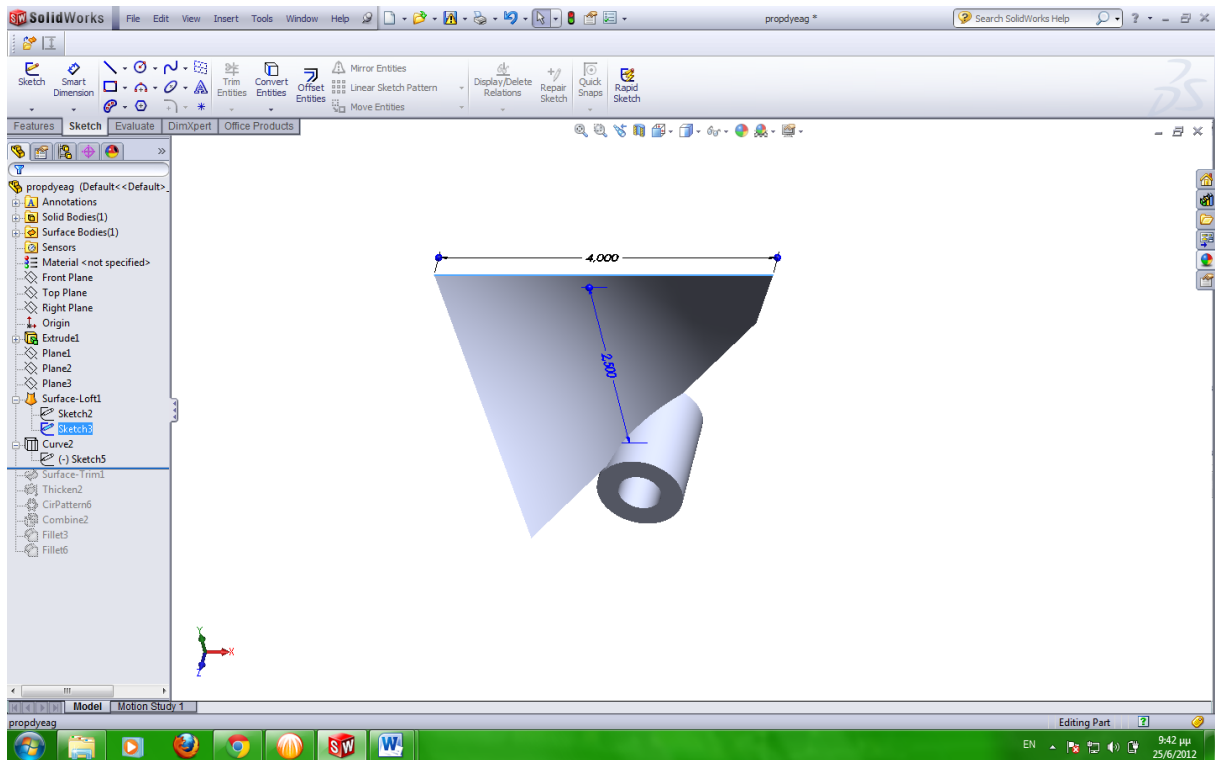 SolidWorks File Edit View Insert Tools Window Help propdyeag * Search SolidWorks Help
Sketch Smart Dimension Trim Entities Convert Entities Offset Entities Mirror Entities Linear Sketch Pattern Move Entities Display/Delete Relations Repair Sketch Quick Snaps Rapid Sketch
Features Sketch Evaluate DimXpert Office Products
propdyeag (Default<<Default>_
Annotations
Solid Bodies(1)
Surface Bodies(1)
Sensors
Material <not specified>
Front Plane
Top Plane
Right Plane
Origin
Extrude1
Plane1
Plane2
Plane3
Surface-Loft1
Sketch2
Sketch3
Curve2
(-) Sketch5
Surface-Trim1
Thicken2
CirPattern6
Combine2
Fillet3
Fillet6
4,000
2,500
Y
X
Z
Model Motion Study 1
propdyeag Editing Part
EN 9:42 μμ
25/6/2012